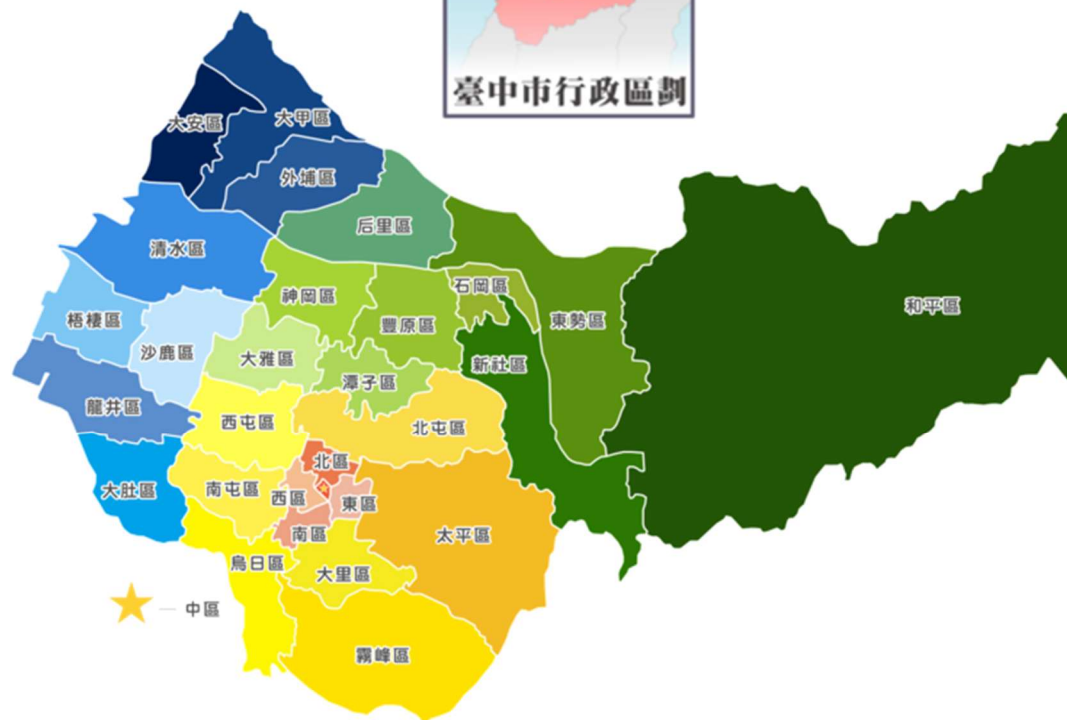 臺中市行政區劃
大安區
大甲區
外埔區
后里區
清水區
神岡區
石岡區
和平區
梧棲區
豐原區
東勢區
沙鹿區
大雅區
新社區
潭子區
龍井區
西屯區
北屯區
北區
大肚區
南屯區
西區
東區
南區
太平區
烏日區
大里區
中區
霧峰區